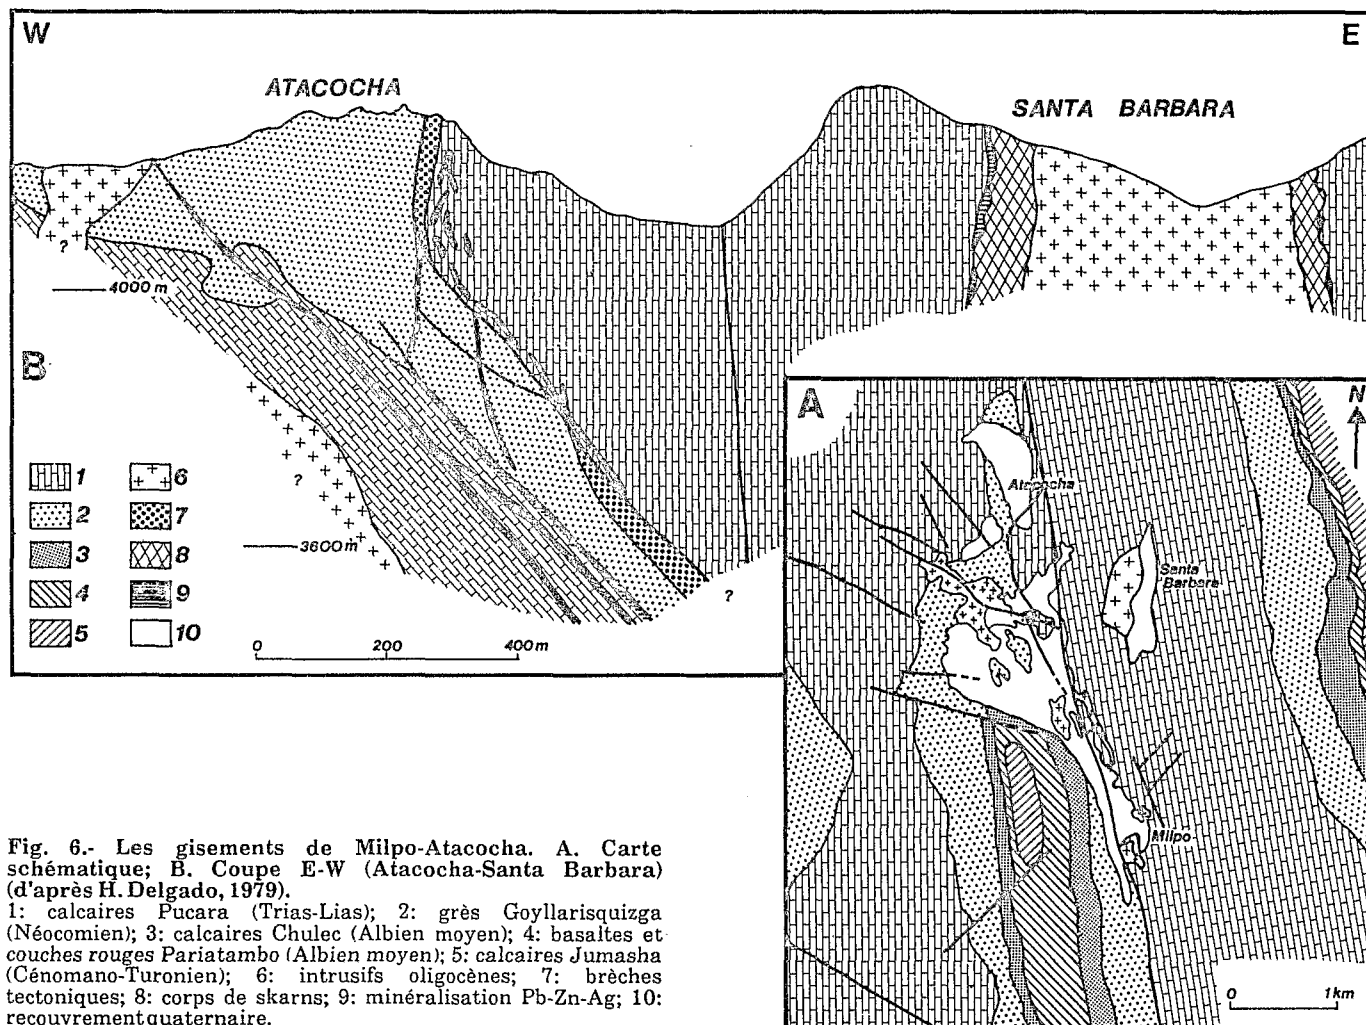 W
E
ATACOCHA
SANTA BARBARA
?
4000 m
B
A
N
Atacocha
Santa
Barbara
Milpo
1
6
2
7
3
8
4
9
5
10
?
3600 m
?
0 200 400 m
0 1km
Fig. 6.- Les gisements de Milpo-Atacocha. A. Carte
schématique; B. Coupe E-W (Atacocha-Santa Barbara)
(d'après H. Delgado, 1979).
1: calcaires Pucara (Trias-Lias); 2: grès Goyllarisquizga
(Néocomien); 3: calcaires Chulec (Albien moyen); 4: basaltes et
couches rouges Pariatambo (Albien moyen); 5: calcaires Jumasha
(Cénomano-Turonien); 6: intrusifs oligocènes; 7: brèches
tectoniques; 8: corps de skarns; 9: minéralisation Pb-Zn-Ag; 10:
recouvrement quaternaire.